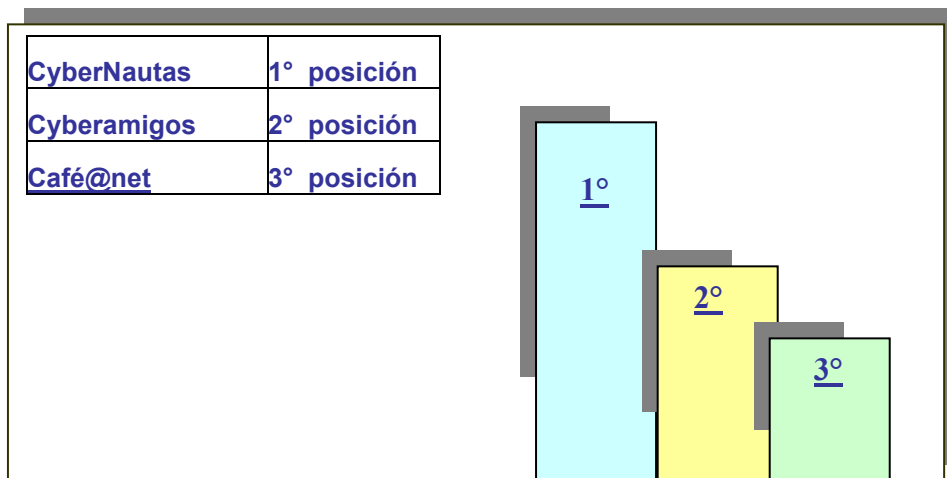 CyberNautas 1° posición
Cyberamigos 2° posición
Café@net 3° posición
1°
2°
3°